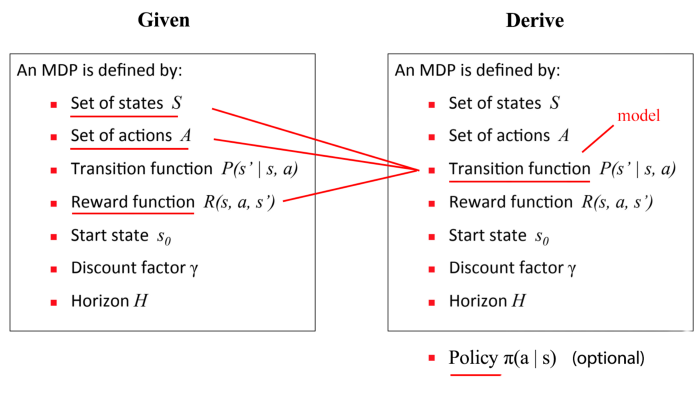 Given
An MDP is defined by:
Set of states S
Set of actions A
Transition function P(s' | s, a)
Reward function R(s, a, s')
Start state s₀
Discount factor γ
Horizon H
Derive
An MDP is defined by:
model
Set of states S
Set of actions A
Transition function P(s' | s, a)
Reward function R(s, a, s')
Start state s₀
Discount factor γ
Horizon H
Policy π(a | s) (optional)